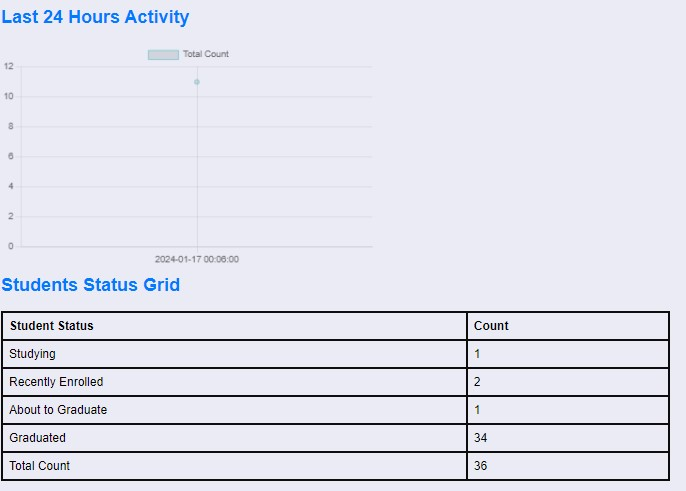 Last 24 Hours Activity
Total Count
12
10
8
6
4
2
0
2024-01-17 00:06:00
Students Status Grid
Student Status Count
Studying 1
Recently Enrolled 2
About to Graduate 1
Graduated 34
Total Count 36